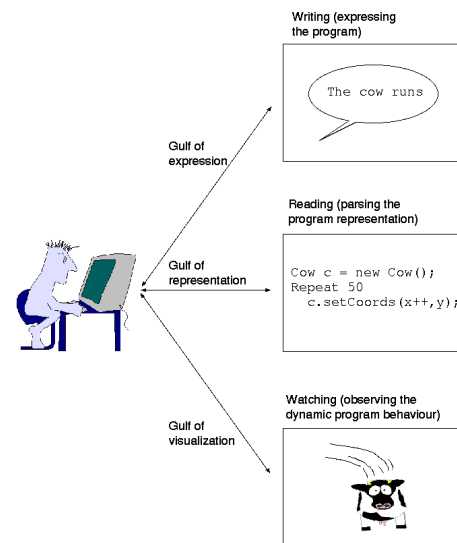 Writing (expressing
the program)
The cow runs
Gulf of
expression
Reading (parsing the
program representation)
Gulf of
representation
Cow c = new Cow();
Repeat 50
c.setCoords(x++,y);
Watching (observing the
dynamic program behaviour)
Gulf of
visualization